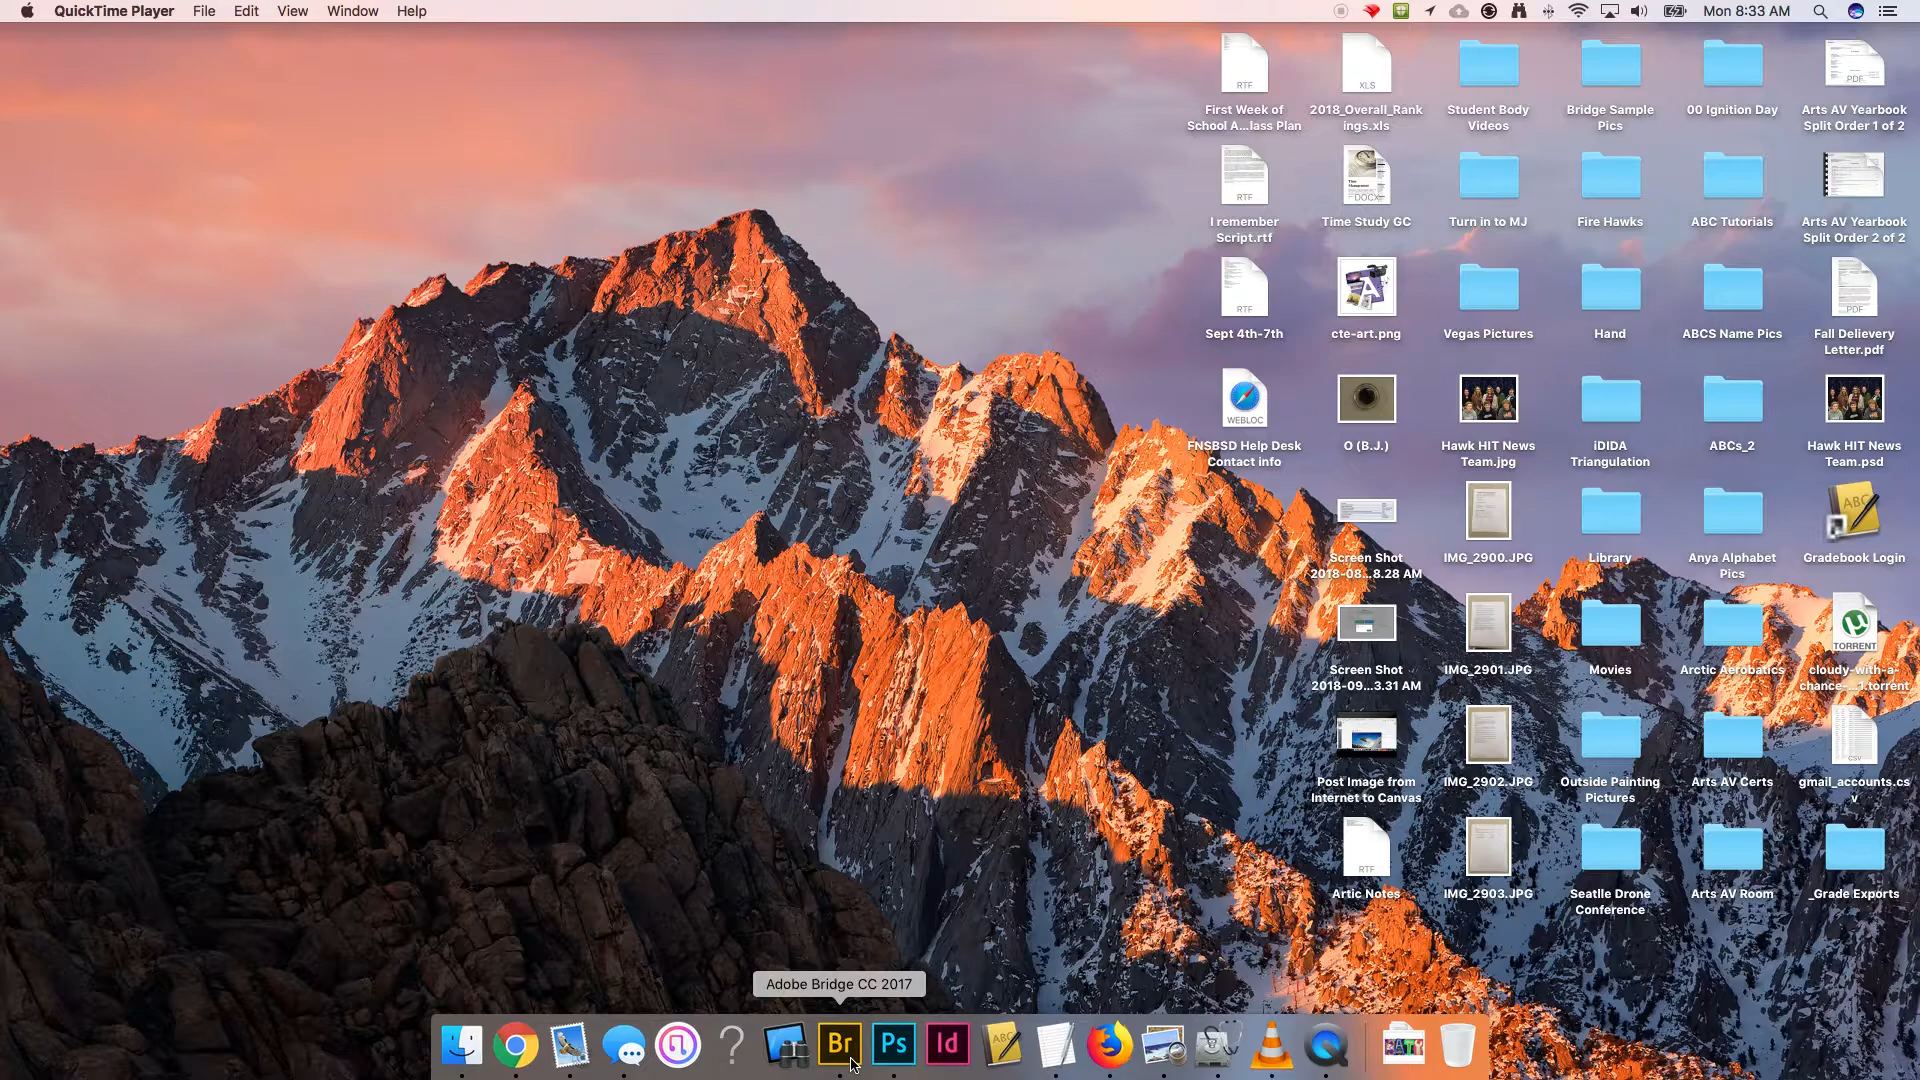 QuickTime Player File Edit View Window Help Mon 8:33 AM
RTF
First Week of
School A...lass Plan
XLS
2018_Overall_Rank
ings.xls
Student Body
Videos
Bridge Sample
Pics
00 Ignition Day
PDF
Arts AV Yearbook
Split Order 1 of 2
RTF
I remember
Script.rtf
DOCX
Time Study GC
Turn in to MJ
Fire Hawks
ABC Tutorials
Arts AV Yearbook
Split Order 2 of 2
RTF
Sept 4th-7th
A
cte-art.png
Vegas Pictures
Hand
ABCS Name Pics
PDF
Fall Delievery
Letter.pdf
WEBLOC
FNSBSD Help Desk
Contact info
O (B.J.)
Hawk HIT News
Team.jpg
iDIDA
Triangulation
ABCs_2
Hawk HIT News
Team.psd
Screen Shot
2018-08...8.28 AM
IMG_2900.JPG
Library
Anya Alphabet
Pics
ABC
Gradebook Login
Screen Shot
2018-09...3.31 AM
IMG_2901.JPG
Movies
Arctic Aerobatics
TORRENT
cloudy-with-a-
chance-...1.torrent
Post Image from
Internet to Canvas
IMG_2902.JPG
Outside Painting
Pictures
Arts AV Certs
CSV
gmail_accounts.cs
v
RTF
Artic Notes
IMG_2903.JPG
Seatlle Drone
Conference
Arts AV Room
_Grade Exports
Adobe Bridge CC 2017
? Br Ps Id ABC